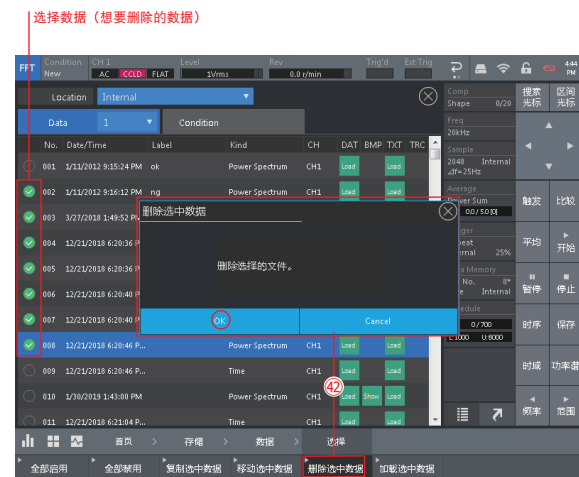 选择数据（想要删除的数据）
FFT
Condition
New
CH 1
AC CCLD FLAT
Level
1Vrms
Rev
0.0 r/min
Trig'd Ext Trig
4:44
PM
Location Internal
Data 1 Condition
No. Date/Time Label Kind CH DAT BMP TXT TRC
001 1/11/2012 9:15:24 PM ok Power Spectrum CH1 Load Load
002 1/11/2012 9:16:12 PM ng Power Spectrum CH1 Load Load
003 3/27/2018 1:49:52 P
004 12/21/2018 6:20:36 P
005 12/21/2018 6:20:36
006 12/21/2018 6:20:40
007 12/21/2018 6:20:40
008 12/21/2018 6:20:46 P... Power Spectrum CH1 Load Load
009 12/21/2018 6:20:46 P... Time CH1 Load Load
010 1/30/2019 1:43:00 PM Power Spectrum CH1 Load Show Load
011 12/21/2018 6:21:04 P... Time CH1 Load Load
删除选中数据
删除选择的文件。
OK Cancel
㊷
Comp
Shape 0/20
Freq
20kHz
Sample
2048 Internal
⊿f=25Hz
Average
Power Sum
0.0 / 5.0 [0]
25%
Memory
No. 8*
Internal
0 / 700
L:1000 U:8000
搜索
光标
区间
光标
触发 比较
平均 开始
暂停 停止
时序 保存
时域 功率谱
频率 范围
首页 > 存储 > 数据 > 选择
全部启用 全部禁用 复制选中数据 移动选中数据 删除选中数据 加载选中数据